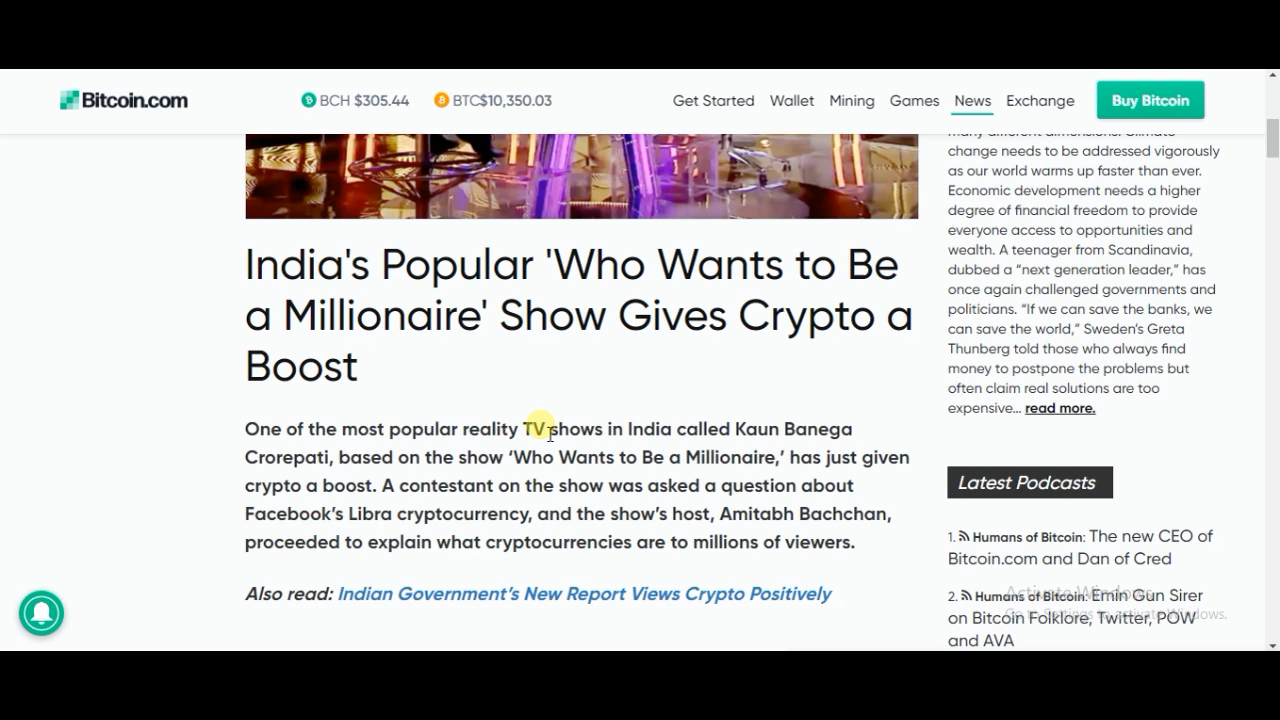 Bitcoin.com
BCH $305.44
BTC$10,350.03
Get Started
Wallet
Mining
Games
News
Exchange
Buy Bitcoin
India's Popular 'Who Wants to Be
a Millionaire' Show Gives Crypto a
Boost
One of the most popular reality TV shows in India called Kaun Banega
Crorepati, based on the show ‘Who Wants to Be a Millionaire,’ has just given
crypto a boost. A contestant on the show was asked a question about
Facebook’s Libra cryptocurrency, and the show’s host, Amitabh Bachchan,
proceeded to explain what cryptocurrencies are to millions of viewers.
Also read: Indian Government’s New Report Views Crypto Positively
many different dimensions. Climate
change needs to be addressed vigorously
as our world warms up faster than ever.
Economic development needs a higher
degree of financial freedom to provide
everyone access to opportunities and
wealth. A teenager from Scandinavia,
dubbed a “next generation leader,” has
once again challenged governments and
politicians. “If we can save the banks, we
can save the world,” Sweden’s Greta
Thunberg told those who always find
money to postpone the problems but
often claim real solutions are too
expensive... read more.
Latest Podcasts
1. Humans of Bitcoin: The new CEO of
Bitcoin.com and Dan of Cred
2. Humans of Bitcoin: Emin Gun Sirer
on Bitcoin Folklore, Twitter, POW
and AVA
Activate Windows
Go to Settings to activate Windows.